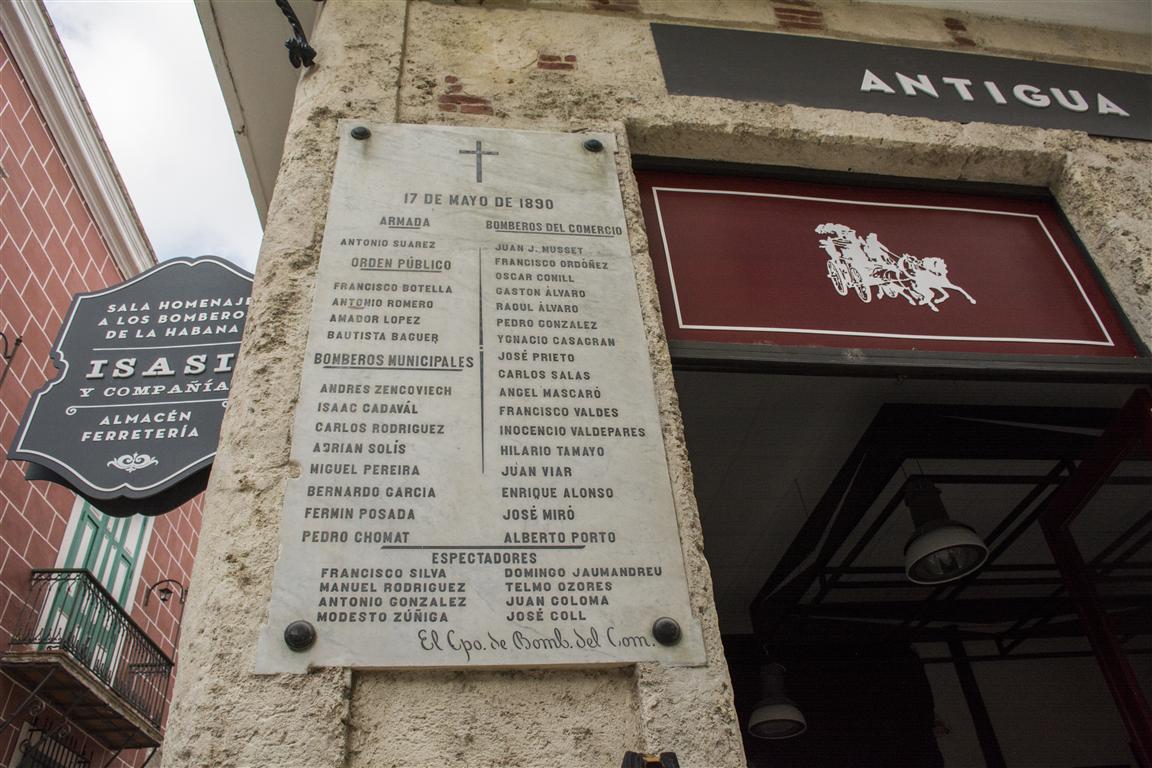 ANTIGUA
17 DE MAYO DE 1890
ARMADA
ANTONIO SUAREZ
ORDEN PÚBLICO
FRANCISCO BOTELLA
ANTONIO ROMERO
AMADOR LOPEZ
BAUTISTA BAGUER
BOMBEROS MUNICIPALES
ANDRES ZENCOVIECH
ISAAC CADAVÁL
CARLOS RODRIGUEZ
ADRIAN SOLÍS
MIGUEL PEREIRA
BERNARDO GARCIA
FERMIN POSADA
PEDRO CHOMAT
BOMBEROS DEL COMERCIO
JUAN J. MUSSET
FRANCISCO ORDÓÑEZ
OSCAR CONILL
GASTON ÁLVARO
RAOUL ÁLVARO
PEDRO GONZALEZ
YGNACIO CASAGRAN
JOSÉ PRIETO
CARLOS SALAS
ANGEL MASCARÓ
FRANCISCO VALDES
INOCENCIO VALDEPARES
HILARIO TAMAYO
JUAN VIAR
ENRIQUE ALONSO
JOSÉ MIRÓ
ALBERTO PORTO
ESPECTADORES
FRANCISCO SILVA
MANUEL RODRIGUEZ
ANTONIO GONZALEZ
MODESTO ZÚÑIGA
DOMINGO JAUMANDREU
TELMO OZORES
JUAN COLOMA
JOSÉ COLL
El Cpo. de Bomb. del Com.
SALA HOMENAJE
A LOS BOMBEROS
DE LA HABANA
ISASI
Y COMPAÑÍA
ALMACÉN
FERRETERÍA